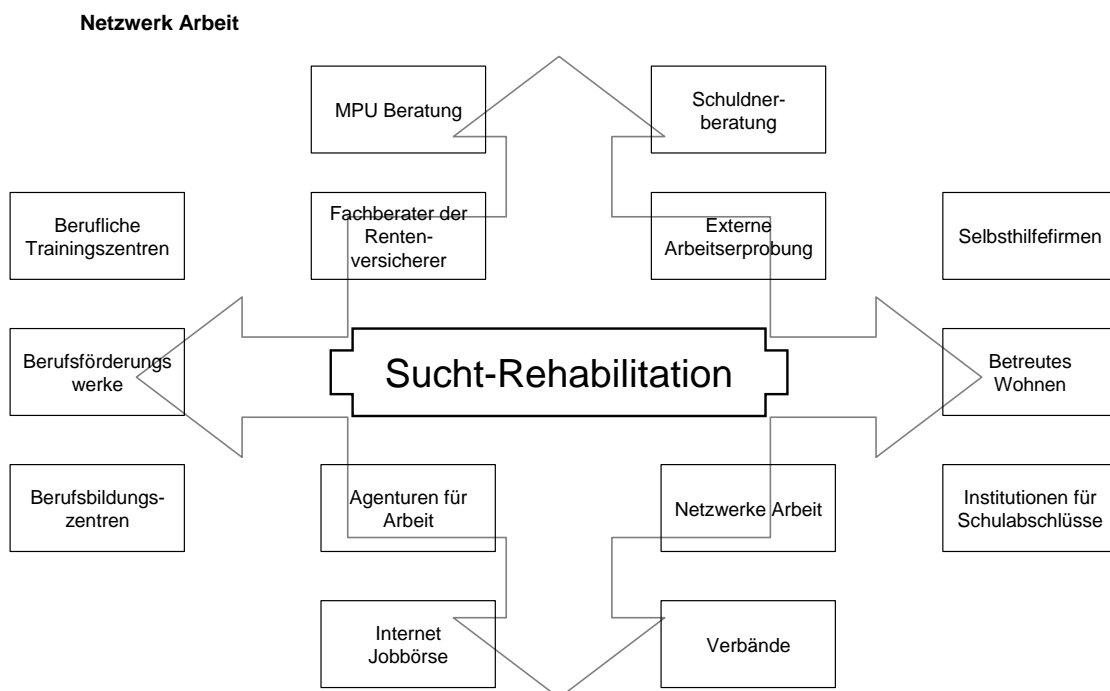 Netzwerk Arbeit
MPU Beratung
Schuldner-
beratung
Berufliche
Trainingszentren
Fachberater der
Renten-
versicherer
Externe
Arbeitserprobung
Selbsthilfefirmen
Berufsförderungs
werke
Sucht-Rehabilitation
Betreutes
Wohnen
Berufsbildungs-
zentren
Agenturen für
Arbeit
Netzwerke Arbeit
Institutionen für
Schulabschlüsse
Internet
Jobbörse
Verbände